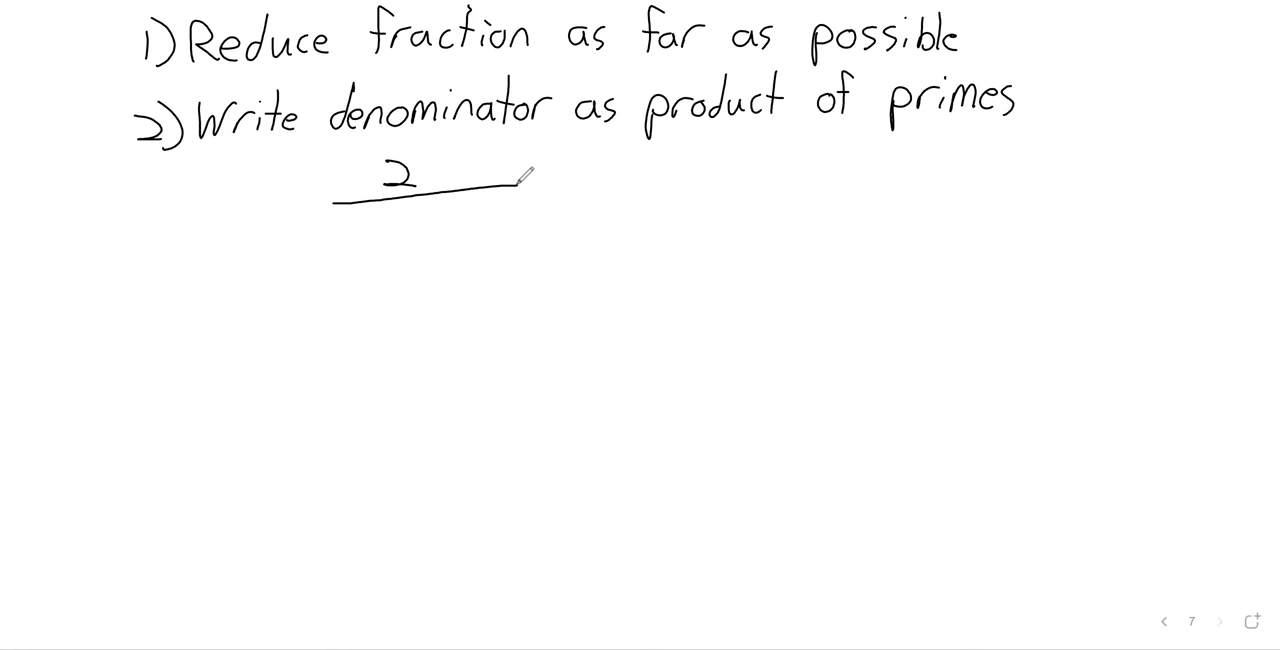 1) Reduce fraction as far as possible
2) Write denominator as product of primes
2
7